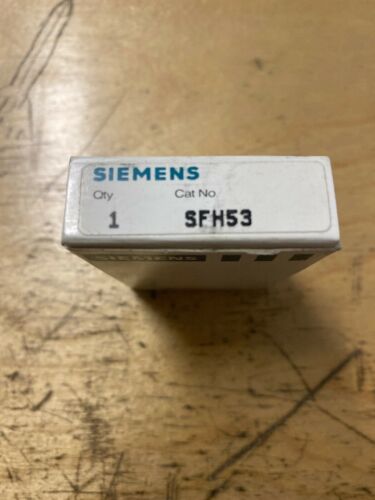 SIEMENS
Qty Cat No.
1 SFH53
SIEMENS